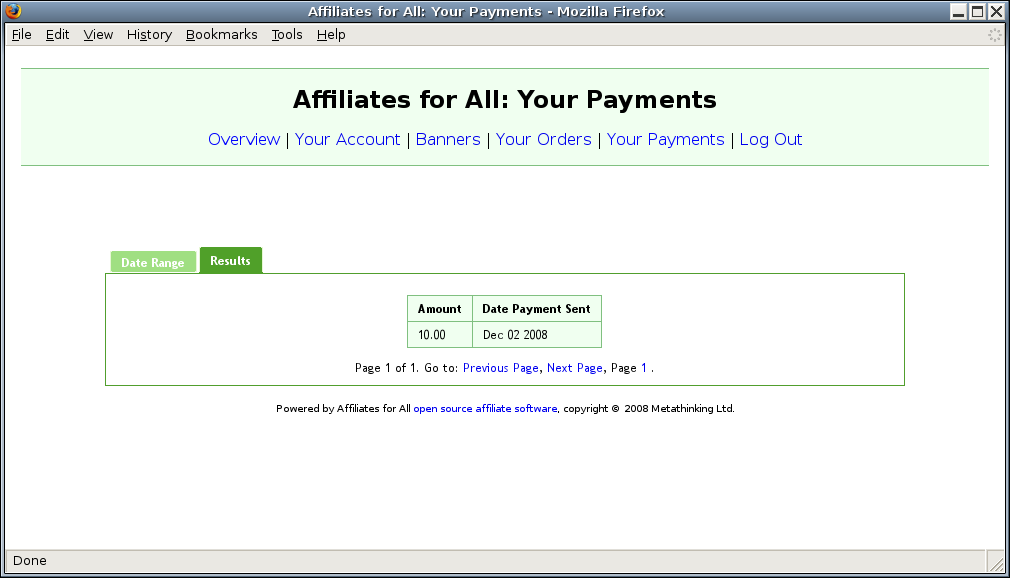 Affiliates for All: Your Payments - Mozilla Firefox
File Edit View History Bookmarks Tools Help
Affiliates for All: Your Payments
Overview | Your Account | Banners | Your Orders | Your Payments | Log Out
Date Range Results
Amount Date Payment Sent
10.00 Dec 02 2008
Page 1 of 1. Go to: Previous Page, Next Page, Page 1 .
Powered by Affiliates for All open source affiliate software, copyright © 2008 Metathinking Ltd.
Done